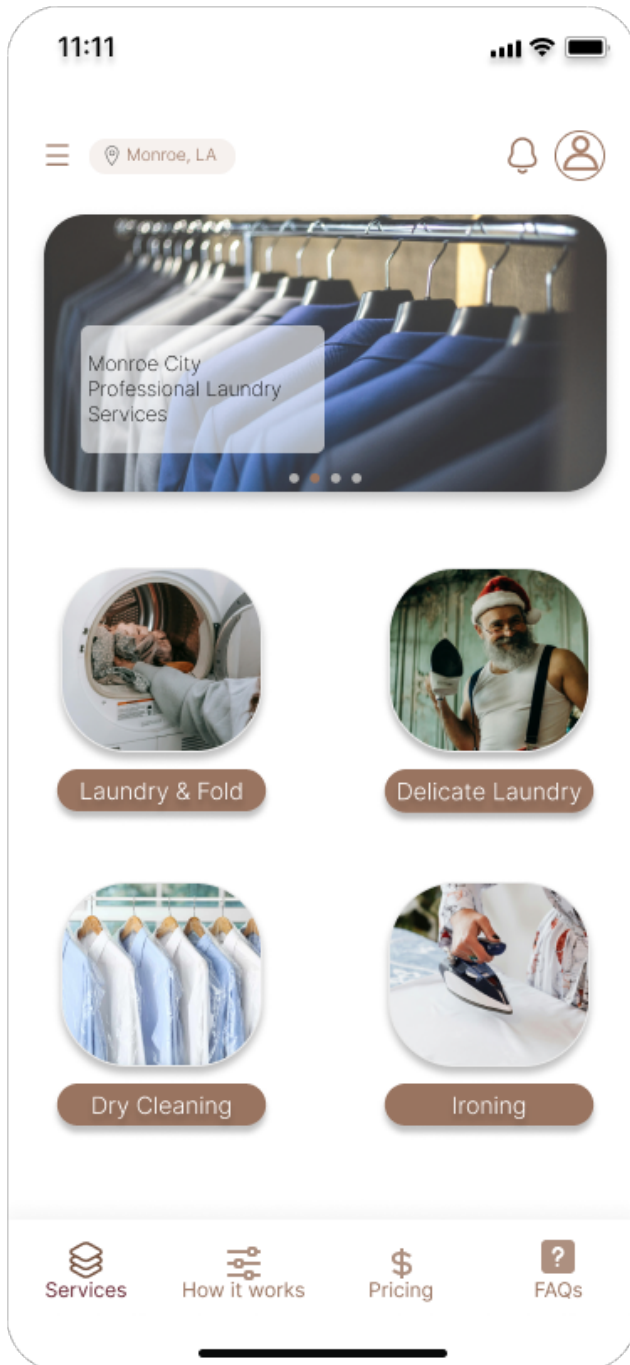 11:11
Monroe, LA
Monroe City
Professional Laundry
Services
Laundry & Fold
Delicate Laundry
Dry Cleaning
Ironing
$
?
Services
How it works
Pricing
FAQs